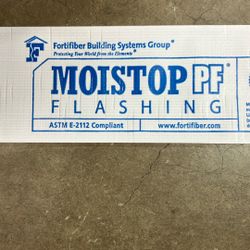 Fortifiber Building Systems Group®
Protecting Your World from the Elements®
MOISTOP PF®
FLASHING
ASTM E-2112 Compliant
www.fortifiber.com